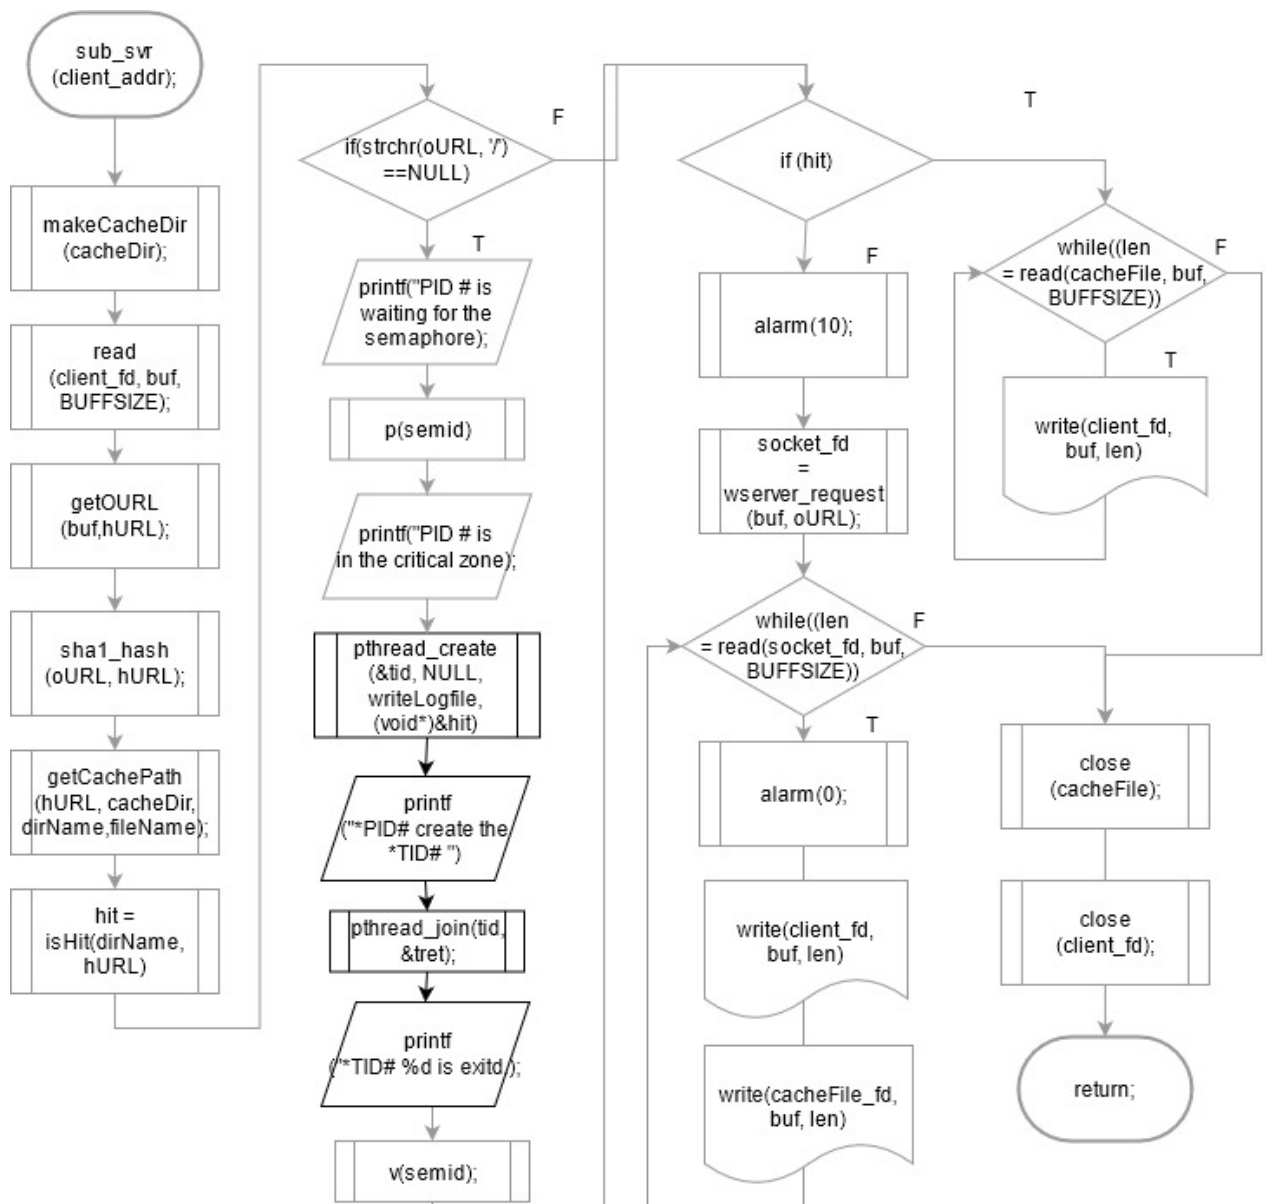 sub_svr
(client_addr);
makeCacheDir
(cacheDir);
read
(client_fd, buf,
BUFFSIZE);
getOURL
(buf,hURL);
sha1_hash
(oURL, hURL);
getCachePath
(hURL, cacheDir,
dirName,fileName);
hit =
isHit(dirName,
hURL)
if(strchr(oURL, '/')
==NULL)
F
T
printf("PID # is
waiting for the
semaphore);
p(semid)
printf("PID # is
in the critical zone);
pthread_create
(&tid, NULL,
writeLogfile,
(void*)&hit)
printf
("*PID# create the
*TID# ")
pthread_join(tid,
&tret);
printf
("*TID# %d is exitd.);
v(semid);
if (hit)
T
F
alarm(10);
socket_fd
=
wserver_request
(buf, oURL);
while((len
= read(socket_fd, buf,
BUFFSIZE))
F
T
alarm(0);
write(client_fd,
buf, len)
write(cacheFile_fd,
buf, len)
while((len
= read(cacheFile, buf,
BUFFSIZE))
F
T
write(client_fd,
buf, len)
close
(cacheFile);
close
(client_fd);
return;